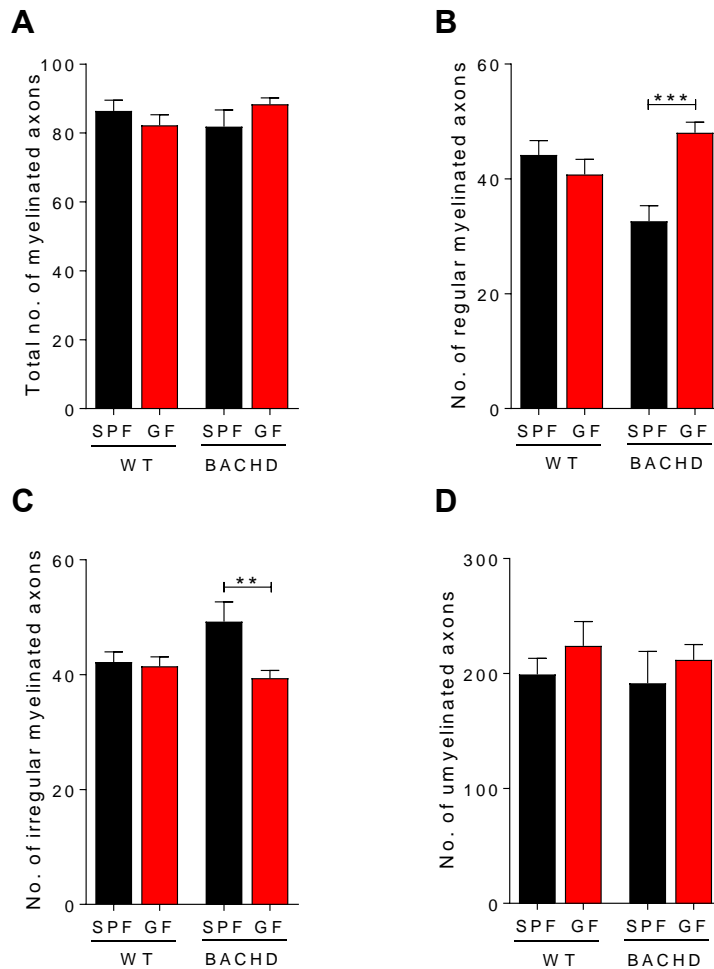 A
Total no. of myelinated axons
100
80
60
40
20
0
SPF GF SPF GF
WT BACHD
B
No. of regular myelinated axons
60
40
20
0
***
SPF GF SPF GF
WT BACHD
C
No. of irregular myelinated axons
60
40
20
0
**
SPF GF SPF GF
WT BACHD
D
No. of umyelinated axons
300
200
100
0
SPF GF SPF GF
WT BACHD